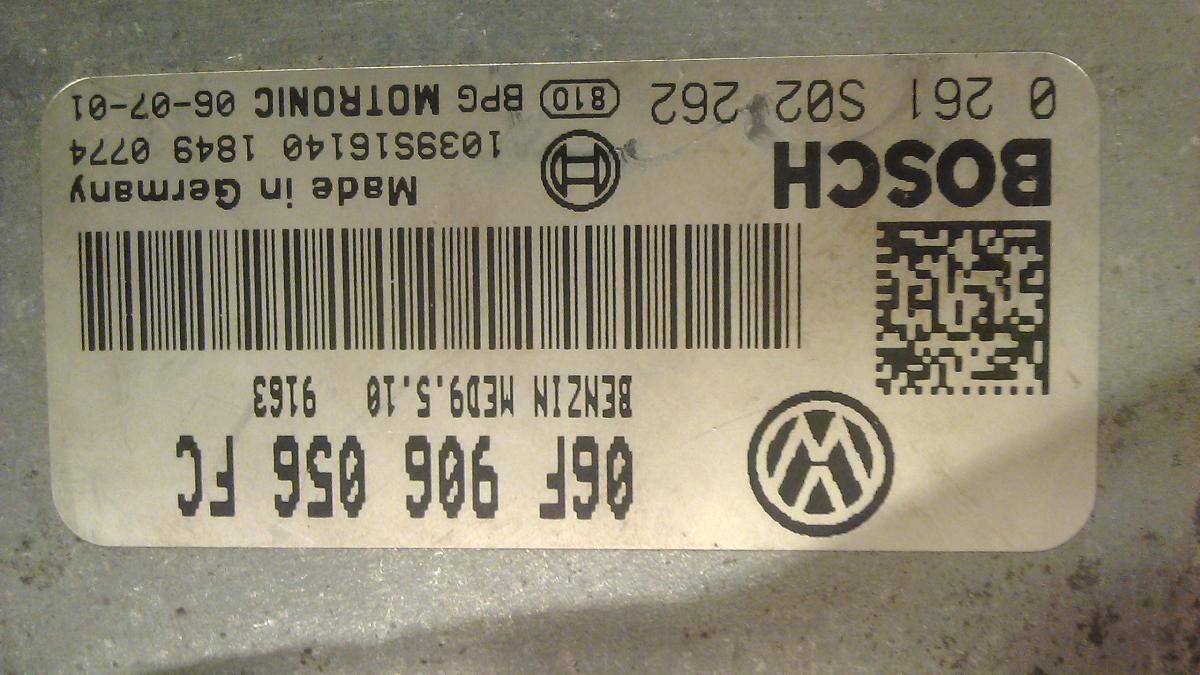 06F 906 056 FC
BENZIN MED9.5.10 9163
BOSCH
Made in Germany
1039S16140 1849 0774
0 261 S02 262 810 BPG MOTRONIC 06-07-01